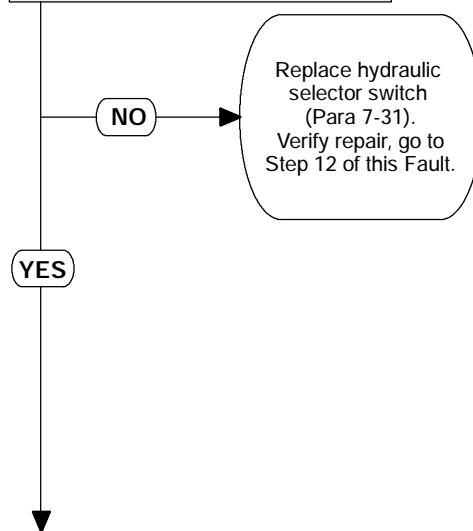 NO
Replace hydraulic
selector switch
(Para 7-31).
Verify repair, go to
Step 12 of this Fault.
YES